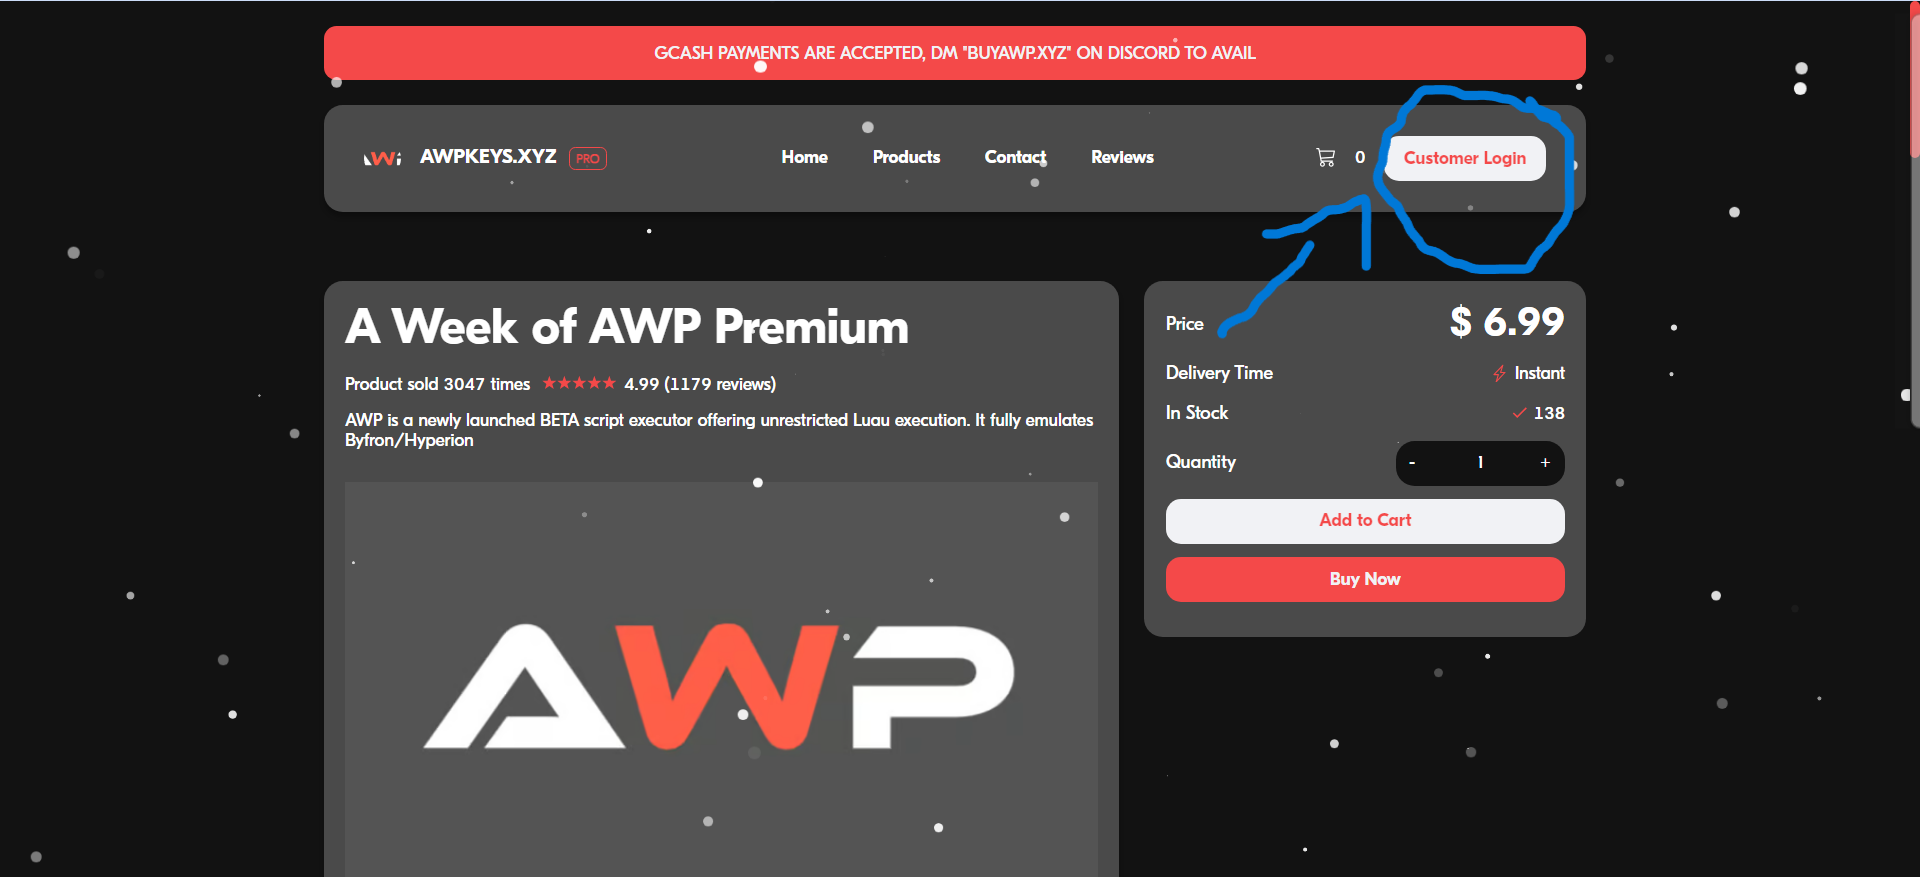 GCASH PAYMENTS ARE ACCEPTED, DM "BUYAWP.XYZ" ON DISCORD TO AVAIL
AWPKEYS.XYZ PRO Home Products Contact Reviews 0 Customer Login
A Week of AWP Premium
Product sold 3047 times ★★★★★ 4.99 (1179 reviews)
AWP is a newly launched BETA script executor offering unrestricted Luau execution. It fully emulates
Byfron/Hyperion
AWP
Price $ 6.99
Delivery Time Instant
In Stock 138
Quantity - 1 +
Add to Cart
Buy Now